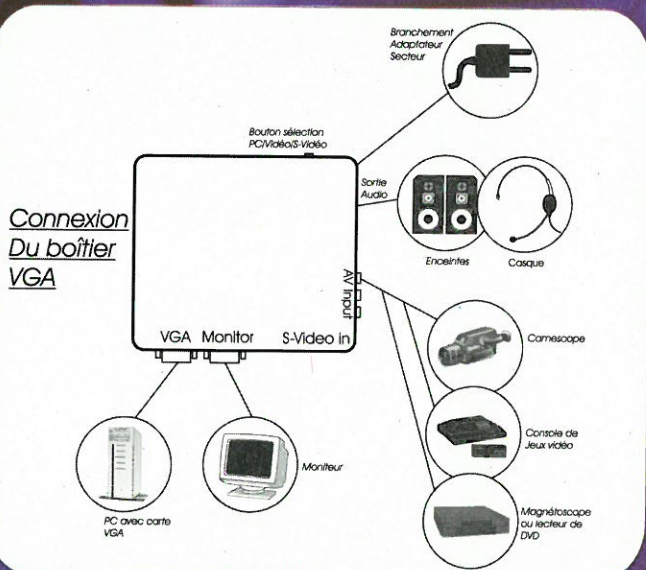 Branchement
Adaptateur
Secteur
Bouton sélection
PC/Vidéo/S-Vidéo
Sortie
Audio
Connexion
Du boîtier
VGA
Enceintes
Casque
AV Input
VGA
Monitor
S-Video in
Camescope
Console de
Jeux vidéo
Moniteur
PC avec carte
VGA
Magnétoscope
ou lecteur de
DVD